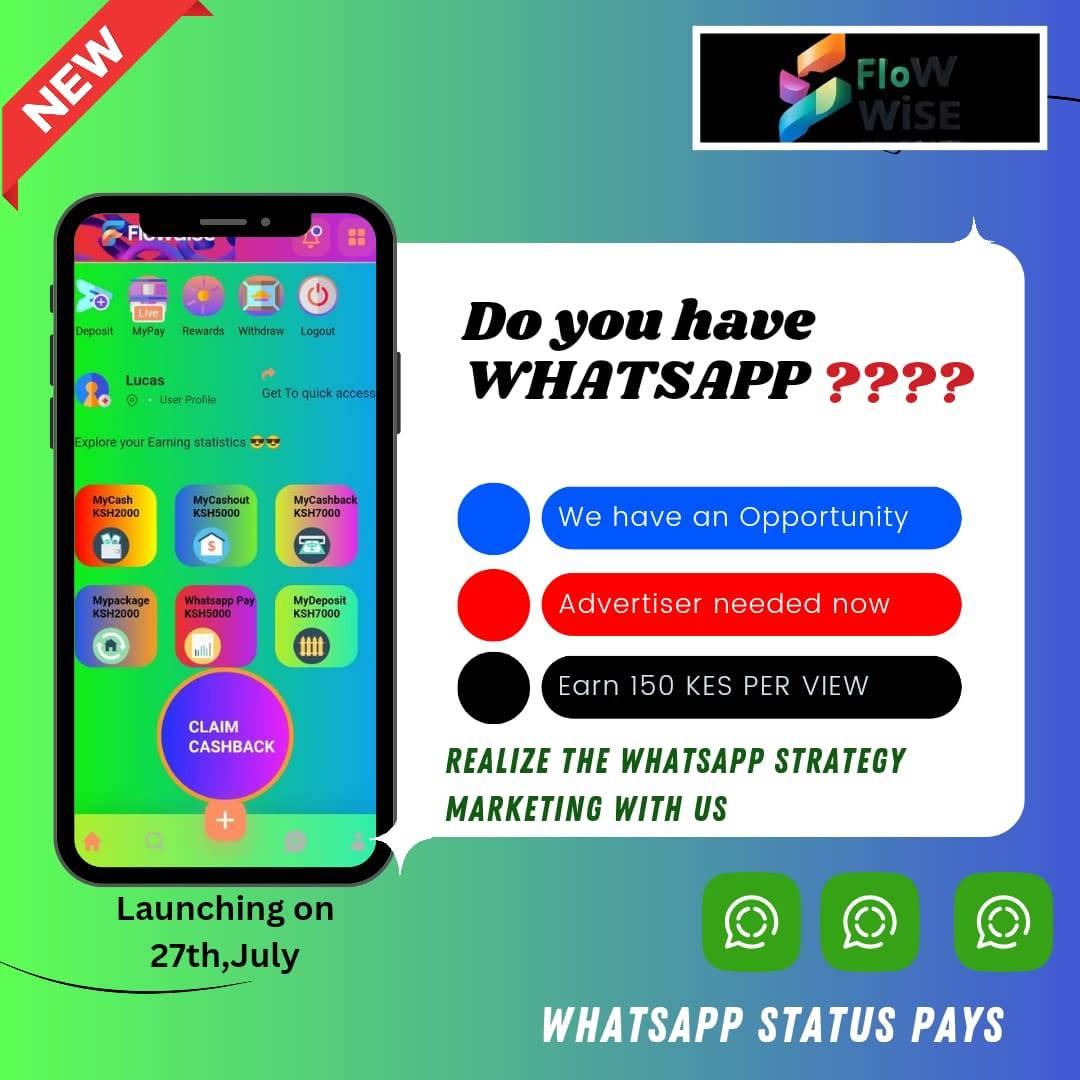 NEW
FloW
WiSE
Deposit
Live
MyPay
Rewards
Withdraw
Logout
Lucas
User Profile
Get To quick access
Explore your Earning statistics 😎😎
MyCash
KSH2000
MyCashout
KSH5000
MyCashback
KSH7000
Mypackage
KSH2000
Whatsapp Pay
KSH5000
MyDeposit
KSH7000
CLAIM
CASHBACK
Launching on
27th,July
Do you have
WHATSAPP ????
We have an Opportunity
Advertiser needed now
Earn 150 KES PER VIEW
REALIZE THE WHATSAPP STRATEGY
MARKETING WITH US
WHATSAPP STATUS PAYS